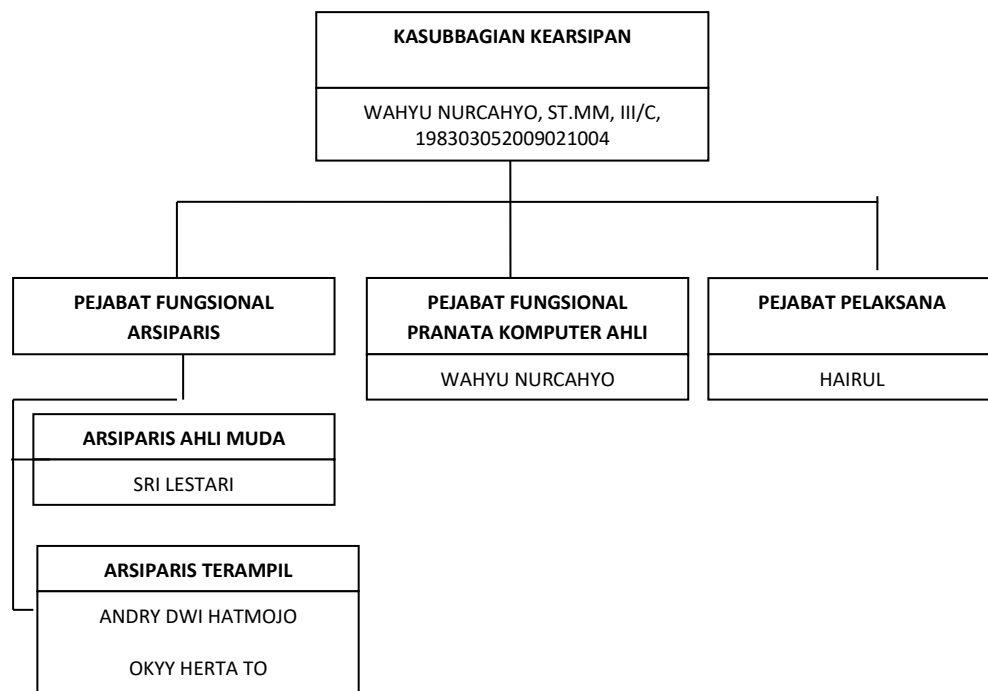 KASUBBAGIAN KEARSIPAN
WAHYU NURCAHYO, ST.MM, III/C,
198303052009021004
PEJABAT FUNGSIONAL
ARSIPARIS
PEJABAT FUNGSIONAL
PRANATA KOMPUTER AHLI
WAHYU NURCAHYO
PEJABAT PELAKSANA
HAIRUL
ARSIPARIS AHLI MUDA
SRI LESTARI
ARSIPARIS TERAMPIL
ANDRY DWI HATMOJO
OKYY HERTA TO